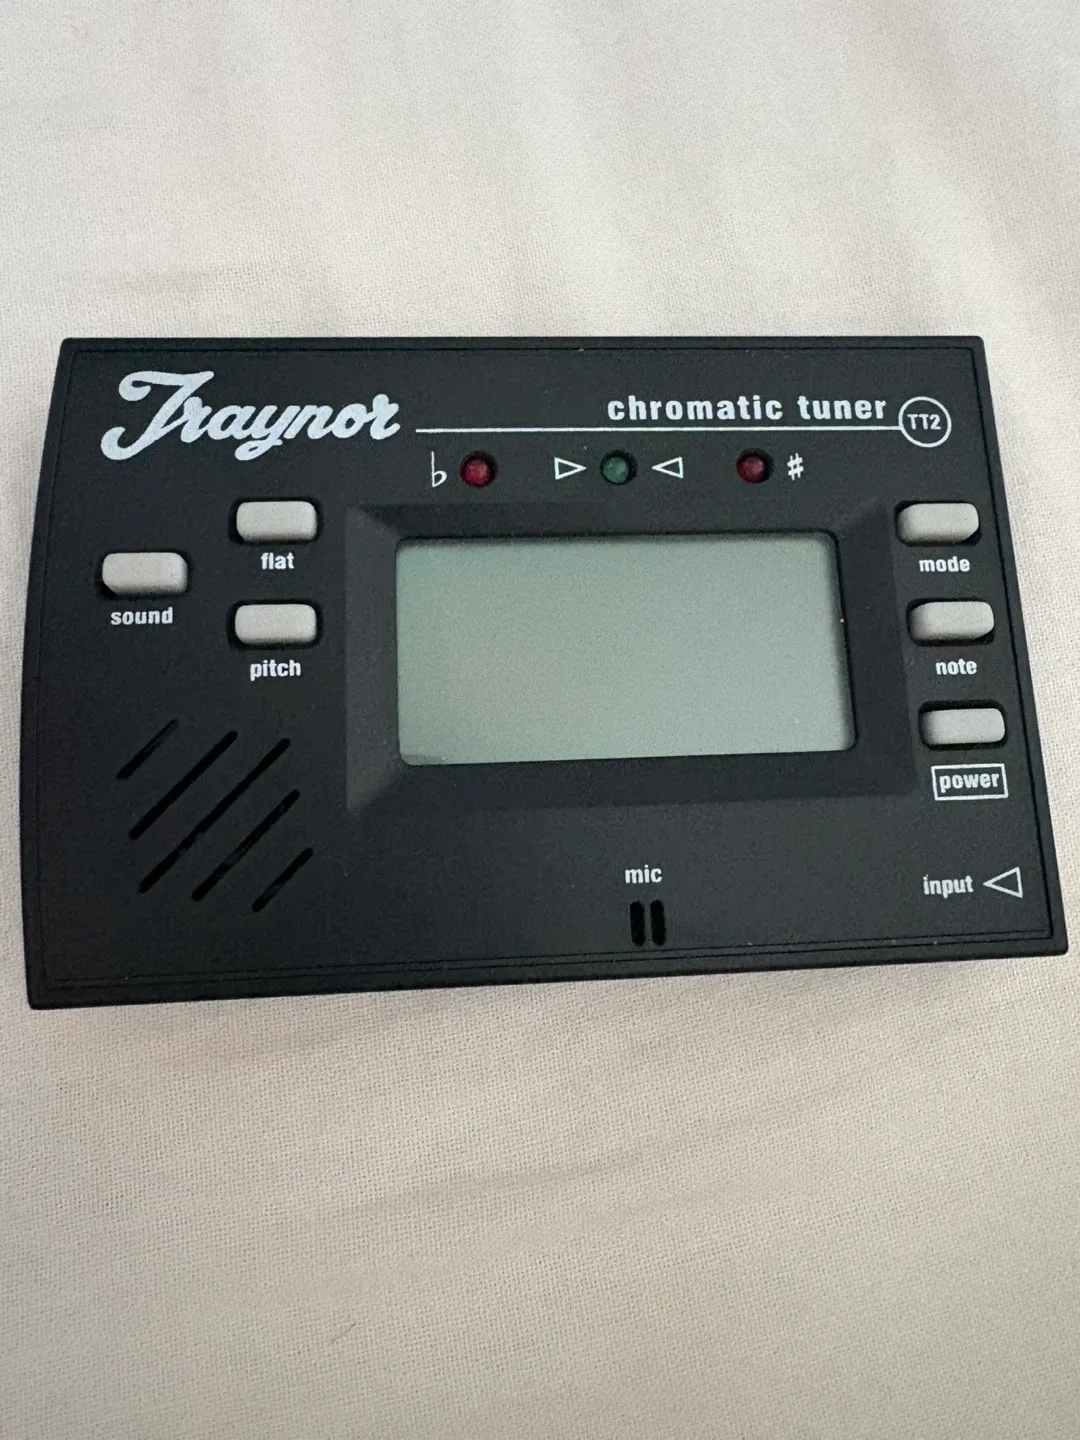 Traynor
chromatic tuner TT2
♭ ▷ ◁ ♯
flat
mode
sound
pitch
note
power
mic
input ◁